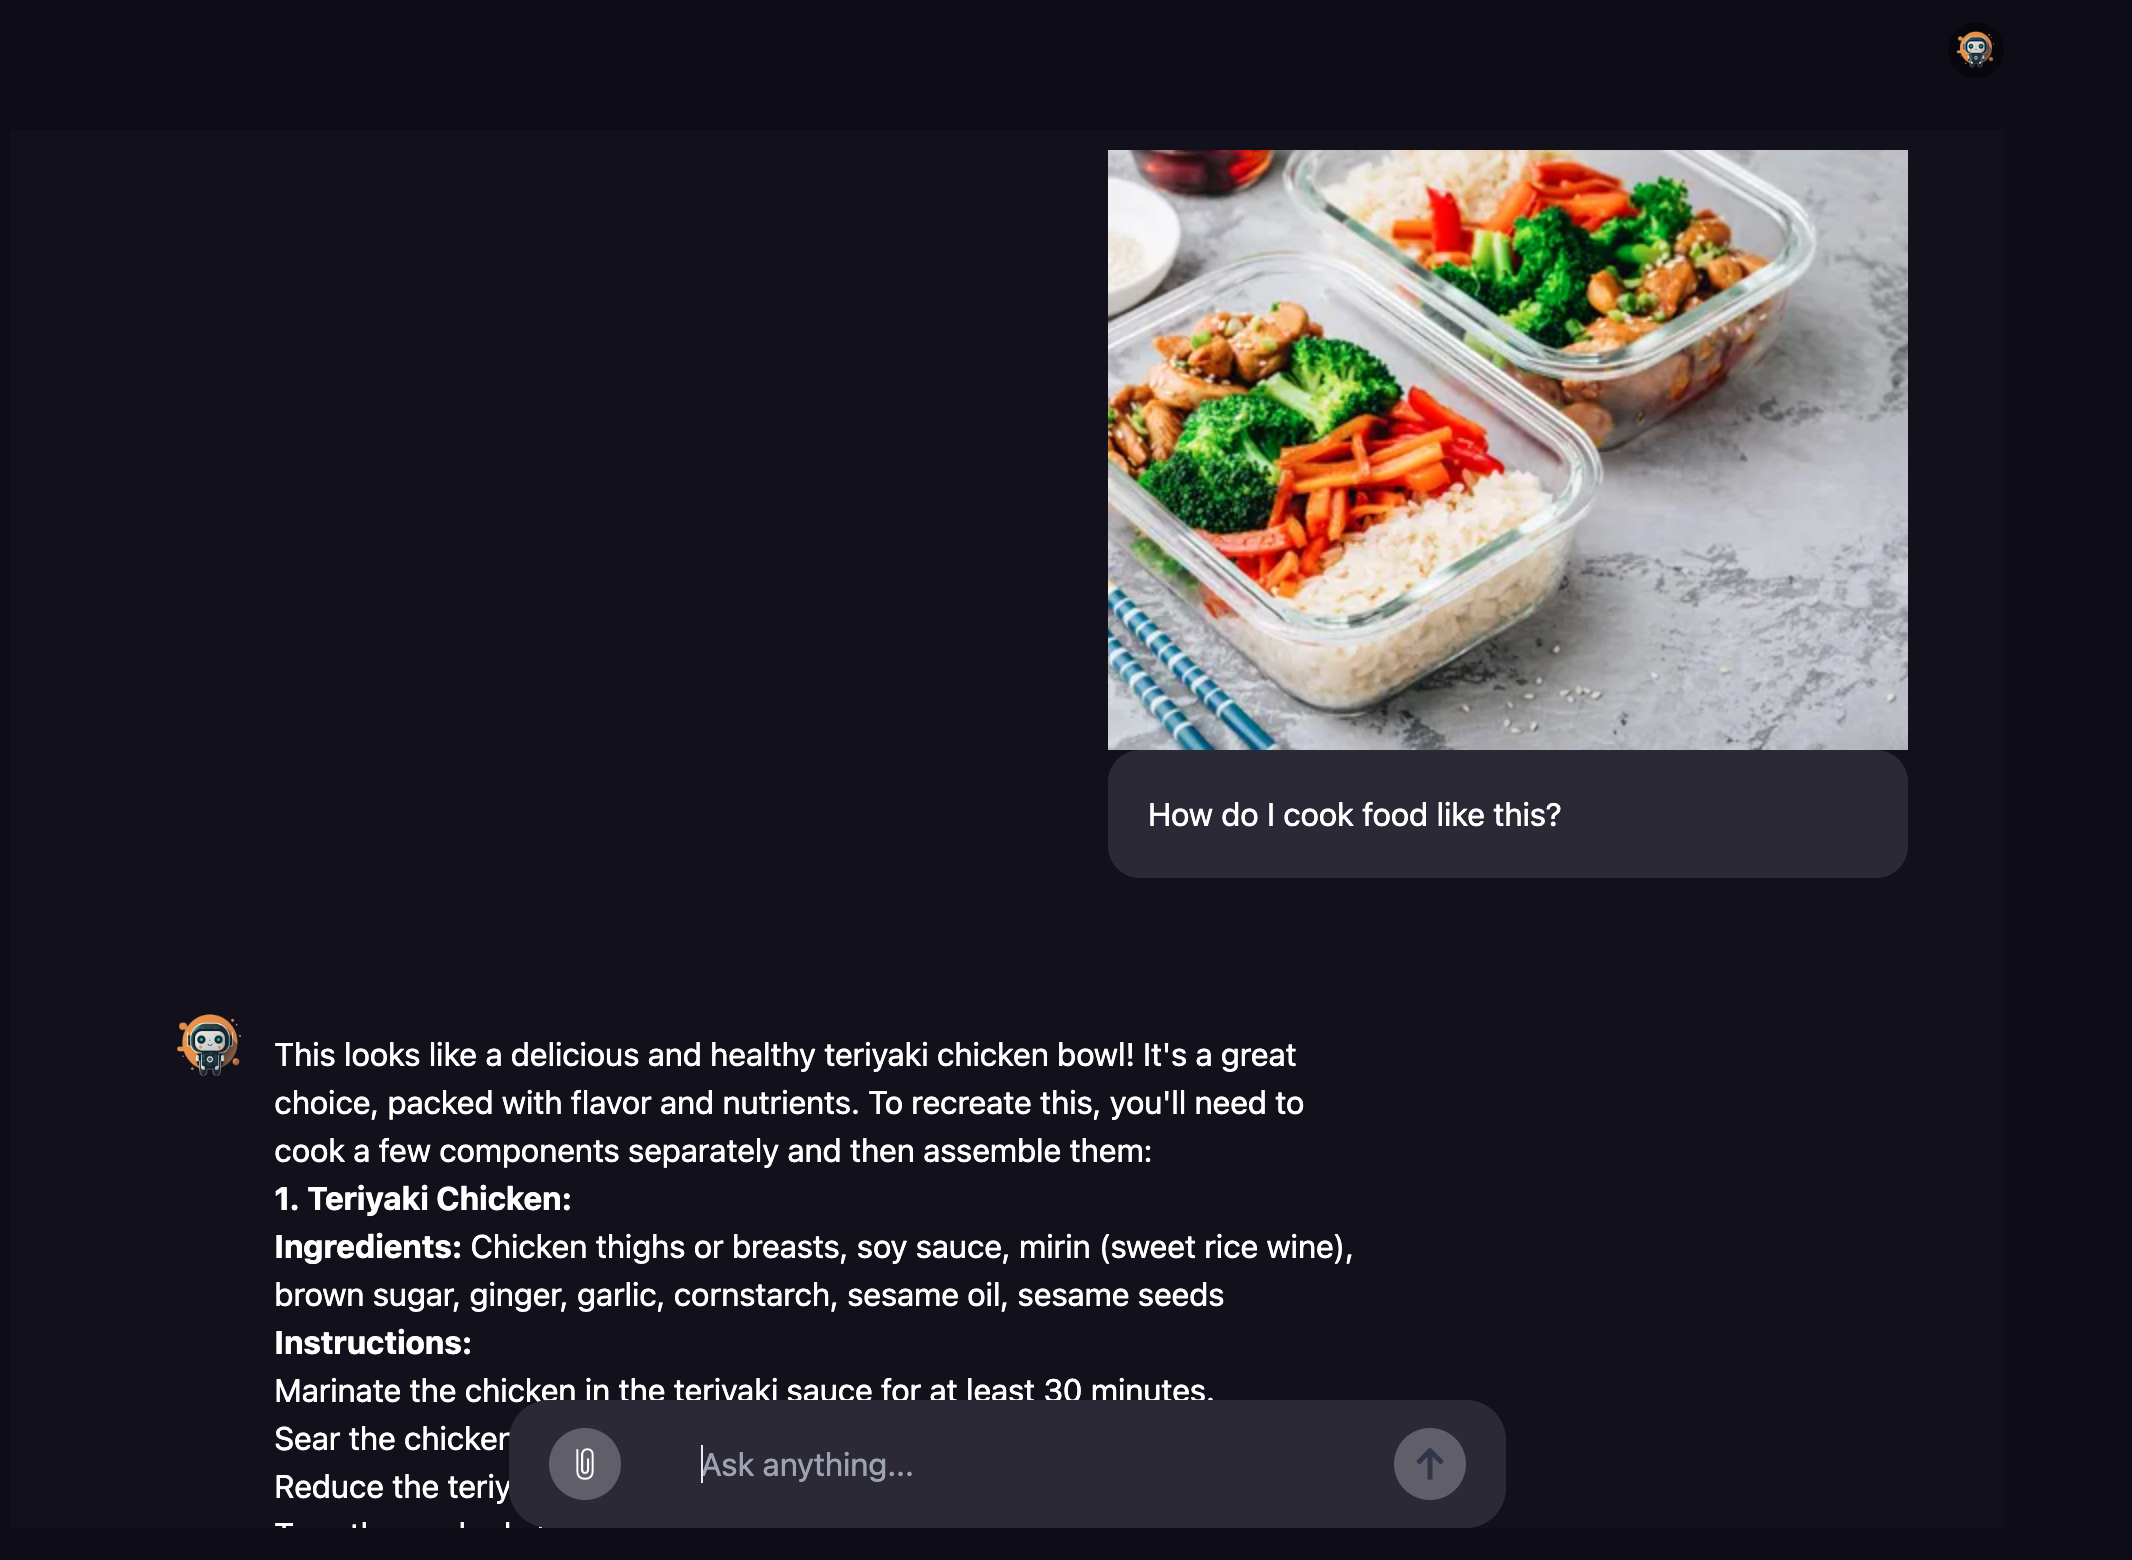 How do I cook food like this?
This looks like a delicious and healthy teriyaki chicken bowl! It's a great
choice, packed with flavor and nutrients. To recreate this, you'll need to
cook a few components separately and then assemble them:
1. Teriyaki Chicken:
Ingredients: Chicken thighs or breasts, soy sauce, mirin (sweet rice wine),
brown sugar, ginger, garlic, cornstarch, sesame oil, sesame seeds
Instructions:
Marinate the chicken in the teriyaki sauce for at least 30 minutes.
Sear the chicken
Reduce the teriy
Ask anything...